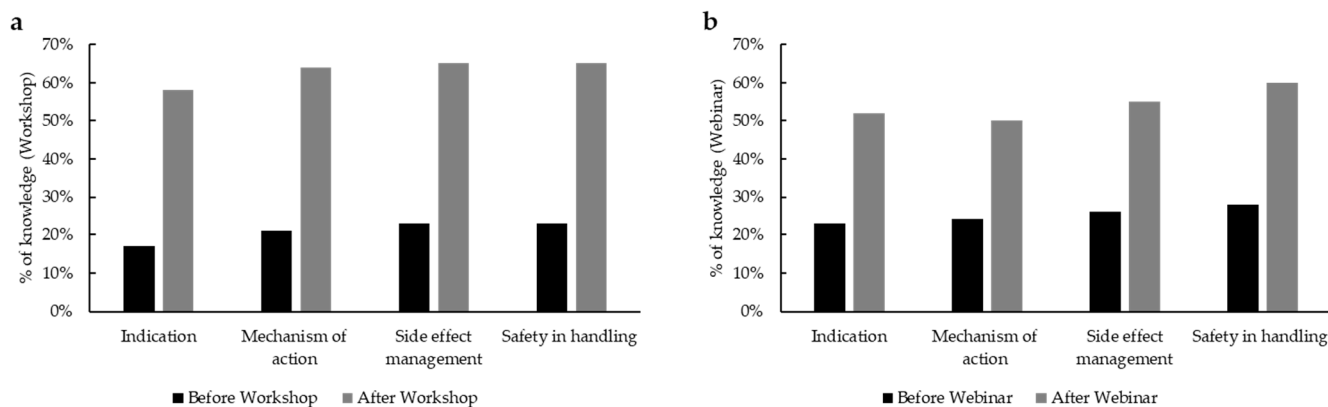 a
% of knowledge (Workshop)
70%
60%
50%
40%
30%
20%
10%
0%
Indication
Mechanism of
action
Side effect
management
Safety in handling
Before Workshop
After Workshop
b
% of knowledge (Webinar)
70%
60%
50%
40%
30%
20%
10%
0%
Indication
Mechanism of
action
Side effect
management
Safety in handling
Before Webinar
After Webinar